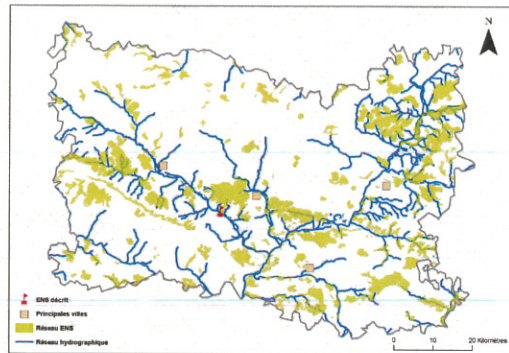 N
ENS décrit
Principales villes
Réseau ENS
Réseau hydrographique
0 10 20 Kilomètres